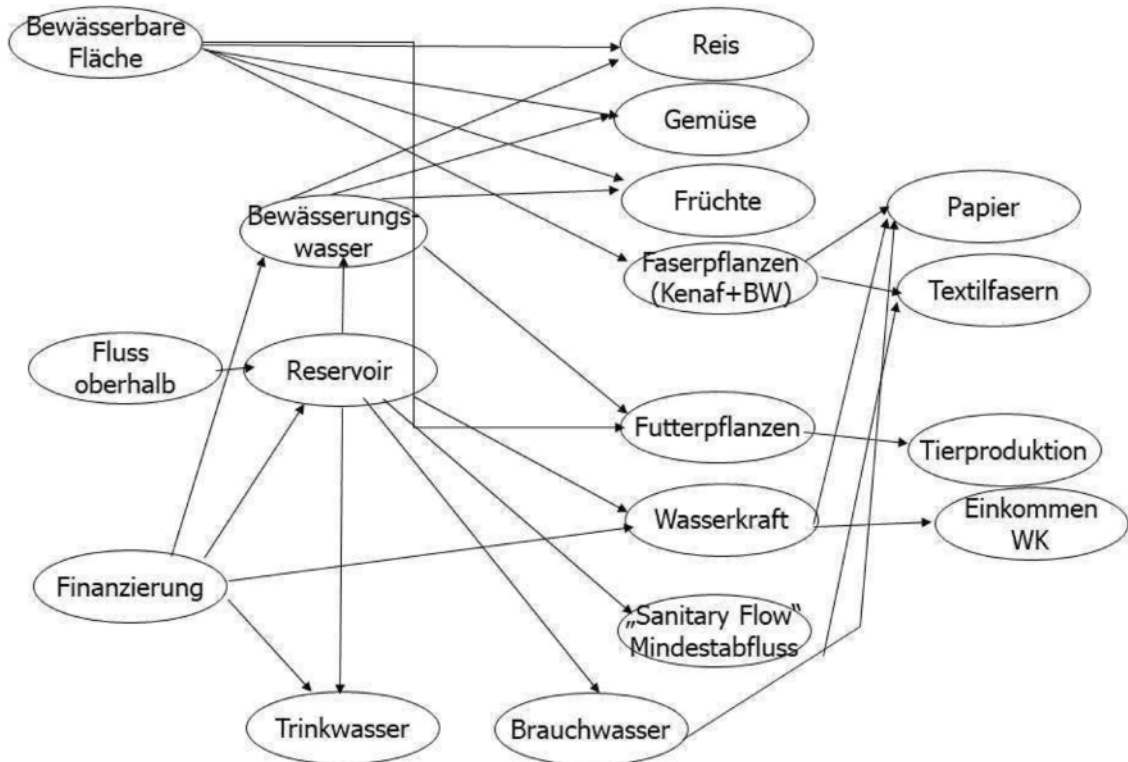 Bewässerbare
Fläche
Reis
Gemüse
Früchte
Papier
Bewässerungs-
wasser
Faserpflanzen
(Kenaf+BW)
Textilfasern
Fluss
oberhalb
Reservoir
Futterpflanzen
Tierproduktion
Wasserkraft
Einkommen
WK
Finanzierung
„Sanitary Flow“
Mindestabfluss
Trinkwasser
Brauchwasser